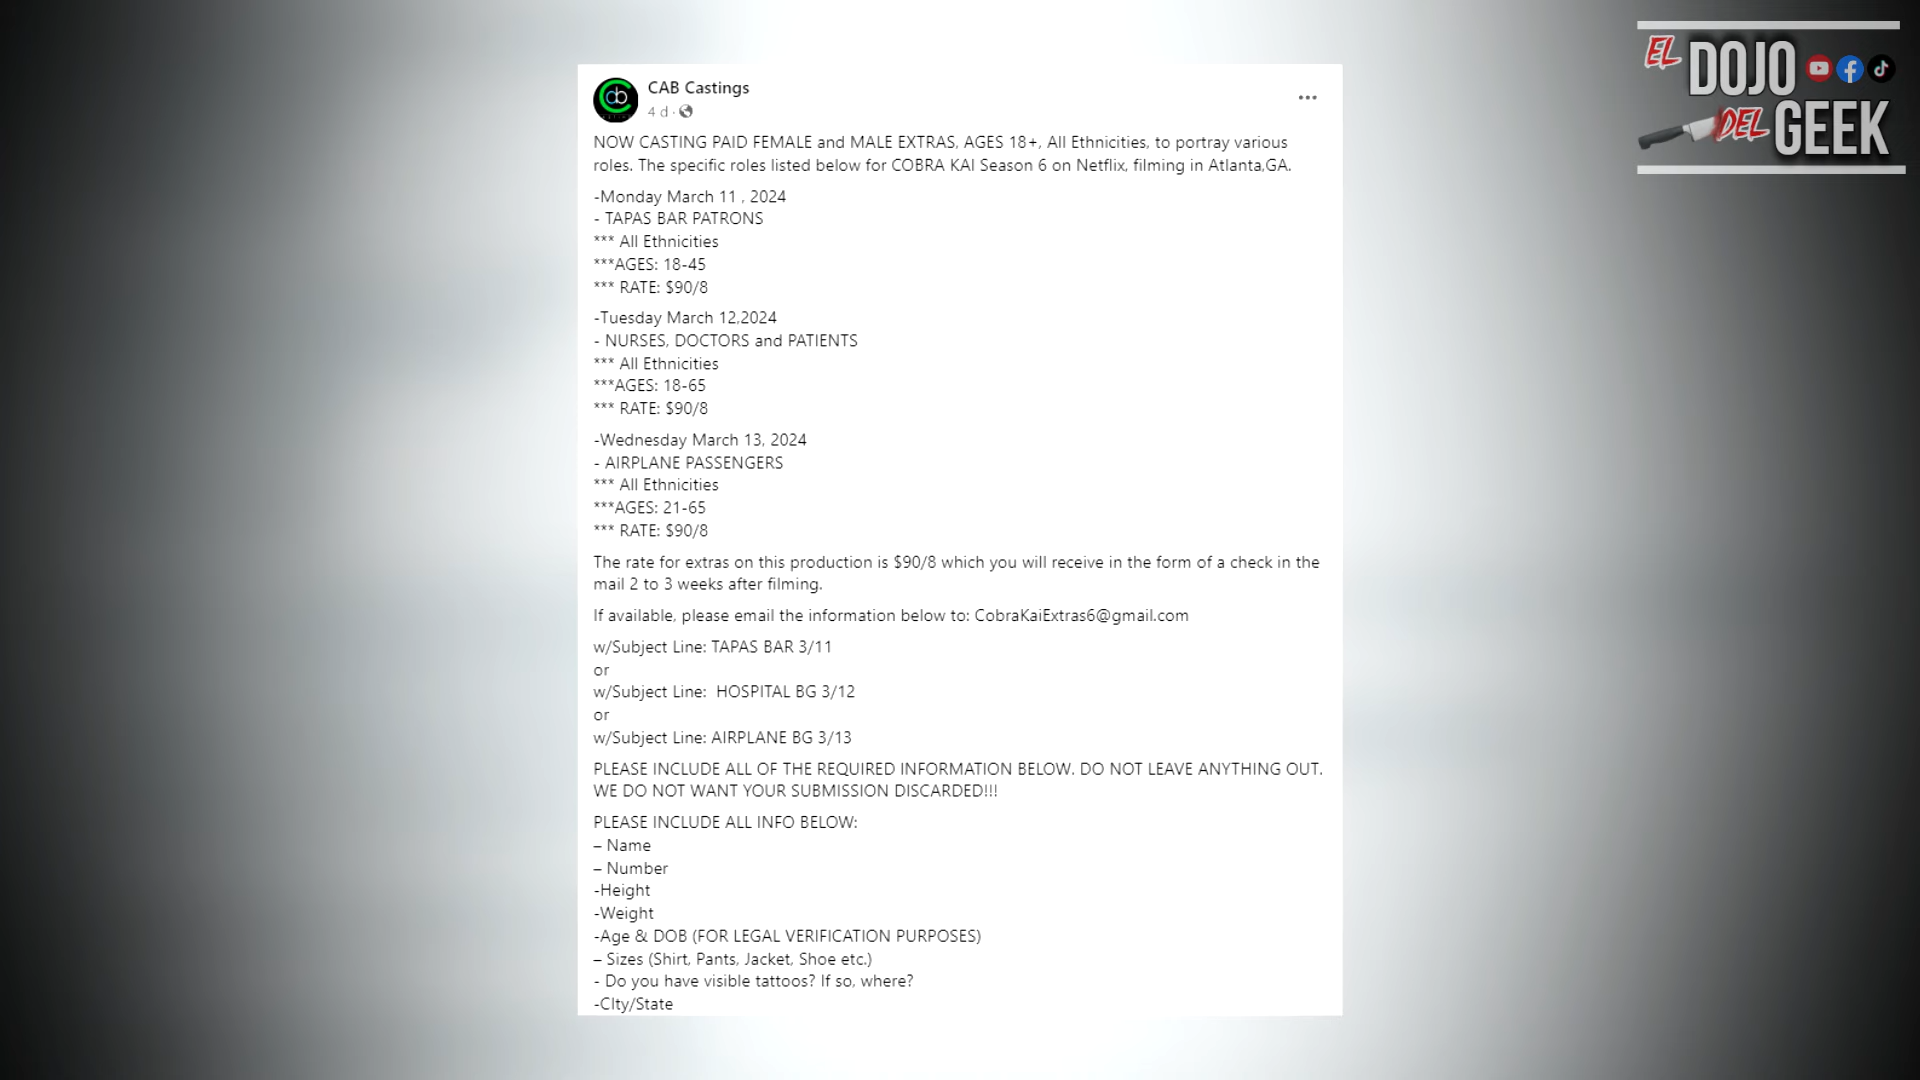 CAB Castings
4 d ·
NOW CASTING PAID FEMALE and MALE EXTRAS, AGES 18+, All Ethnicities, to portray various
roles. The specific roles listed below for COBRA KAI Season 6 on Netflix, filming in Atlanta,GA.
-Monday March 11 , 2024
- TAPAS BAR PATRONS
*** All Ethnicities
***AGES: 18-45
*** RATE: $90/8
-Tuesday March 12,2024
- NURSES, DOCTORS and PATIENTS
*** All Ethnicities
***AGES: 18-65
*** RATE: $90/8
-Wednesday March 13, 2024
- AIRPLANE PASSENGERS
*** All Ethnicities
***AGES: 21-65
*** RATE: $90/8
The rate for extras on this production is $90/8 which you will receive in the form of a check in the
mail 2 to 3 weeks after filming.
If available, please email the information below to: CobraKaiExtras6@gmail.com
w/Subject Line: TAPAS BAR 3/11
or
w/Subject Line:  HOSPITAL BG 3/12
or
w/Subject Line: AIRPLANE BG 3/13
PLEASE INCLUDE ALL OF THE REQUIRED INFORMATION BELOW. DO NOT LEAVE ANYTHING OUT.
WE DO NOT WANT YOUR SUBMISSION DISCARDED!!!
PLEASE INCLUDE ALL INFO BELOW:
– Name
– Number
-Height
-Weight
-Age & DOB (FOR LEGAL VERIFICATION PURPOSES)
– Sizes (Shirt, Pants, Jacket, Shoe etc.)
- Do you have visible tattoos? If so, where?
-CIty/State
EL DOJO
DEL GEEK